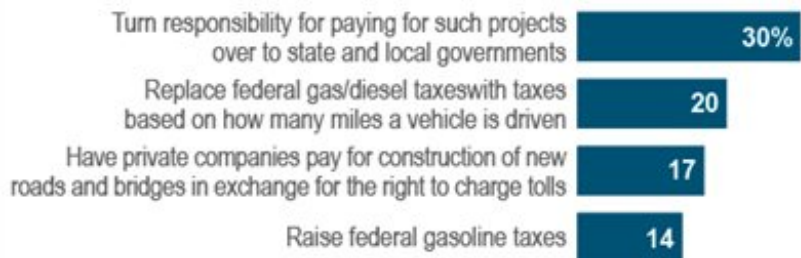 Turn responsibility for paying for such projects
over to state and local governments
30%
Replace federal gas/diesel taxeswith taxes
based on how many miles a vehicle is driven
20
Have private companies pay for construction of new
roads and bridges in exchange for the right to charge tolls
17
Raise federal gasoline taxes
14